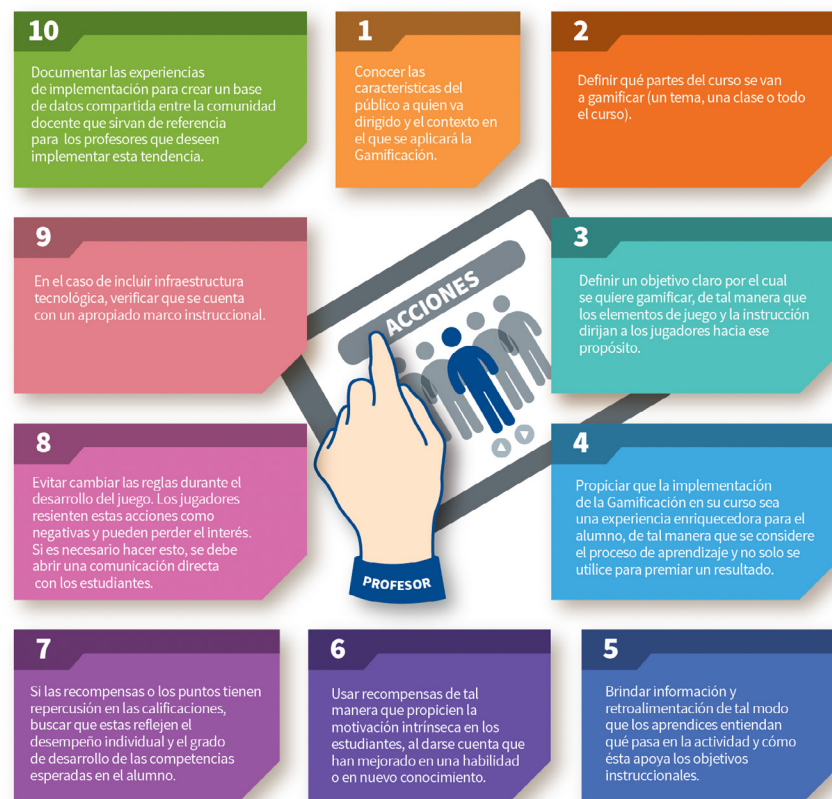 10
Documentar las experiencias
de implementación para crear un base
de datos compartida entre la comunidad
docente que sirvan de referencia
para los profesores que deseen
implementar esta tendencia.
1
Conocer las
características del
público a quien va
dirigido y el contexto en
el que se aplicará la
Gamificación.
2
Definir qué partes del curso se van
a gamificar (un tema, una clase o todo
el curso).
9
En el caso de incluir infraestructura
tecnológica, verificar que se cuenta
con un apropiado marco instruccional.
ACCIONES
3
Definir un objetivo claro por el cual
se quiere gamificar, de tal manera que
los elementos de juego y la instrucción
dirijan a los jugadores hacia ese
propósito.
8
Evitar cambiar las reglas durante el
desarrollo del juego. Los jugadores
resienten estas acciones como
negativas y pueden perder el interés.
Si es necesario hacer esto, se debe
abrir una comunicación directa
con los estudiantes.
PROFESOR
4
Propiciar que la implementación
de la Gamificación en su curso sea
una experiencia enriquecedora para el
alumno, de tal manera que se considere
el proceso de aprendizaje y no solo se
utilice para premiar un resultado.
7
Si las recompensas o los puntos tienen
repercusión en las calificaciones,
buscar que estas reflejen el
desempeño individual y el grado
de desarrollo de las competencias
esperadas en el alumno.
6
Usar recompensas de tal
manera que propicien la
motivación intrínseca en los
estudiantes, al darse cuenta que
han mejorado en una habilidad
o en nuevo conocimiento.
5
Brindar información y
retroalimentación de tal modo
que los aprendices entiendan
qué pasa en la actividad y cómo
ésta apoya los objetivos
instruccionales.